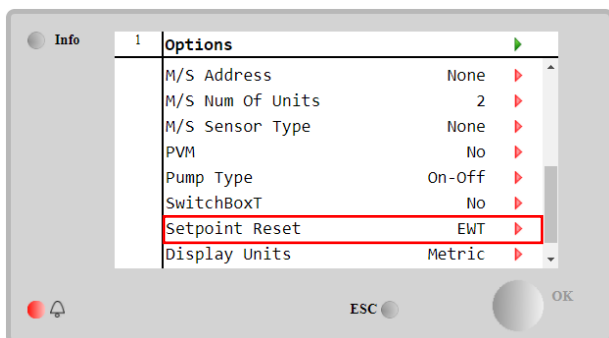 Info
1 Options
M/S Address None
M/S Num Of Units 2
M/S Sensor Type None
PVM No
Pump Type On-Off
SwitchBoxT No
Setpoint Reset EWT
Display Units Metric
ESC
OK